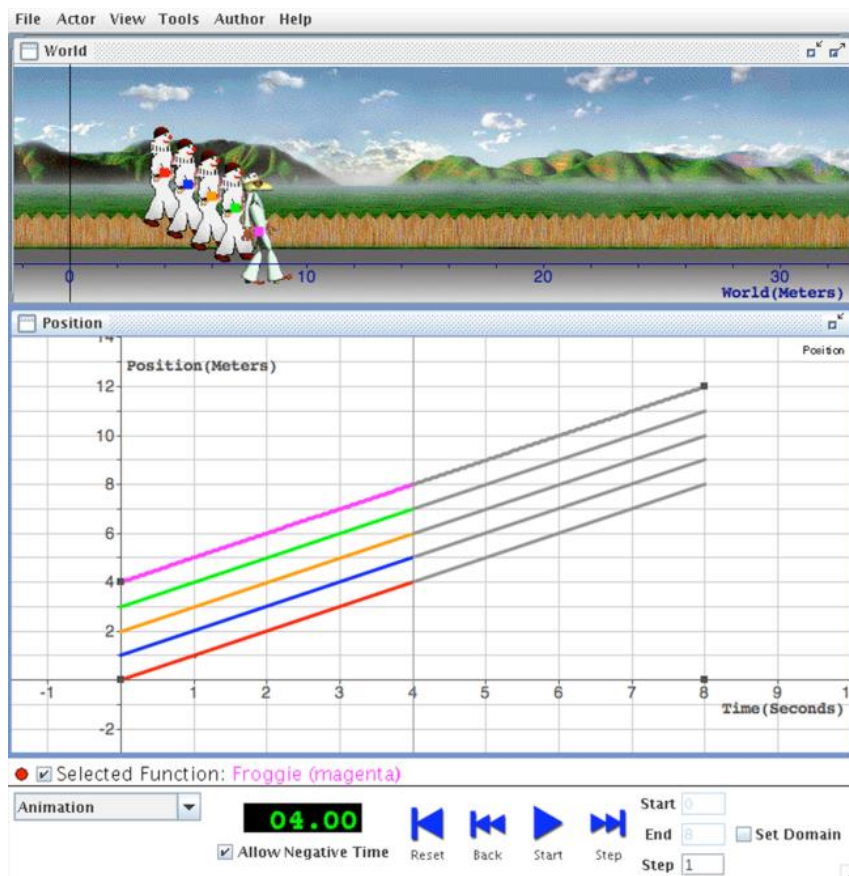 File Actor View Tools Author Help
World
0 10 20 30
World(Meters)
Position
Position
14
Position(Meters)
12
10
8
6
4
2
-2
-1 1 2 3 4 5 6 7 8 9 1
Time(Seconds)
Selected Function: Froggie (magenta)
Animation
04.00
Allow Negative Time
Reset Back Start Step
Start 0
End 8 Set Domain
Step 1